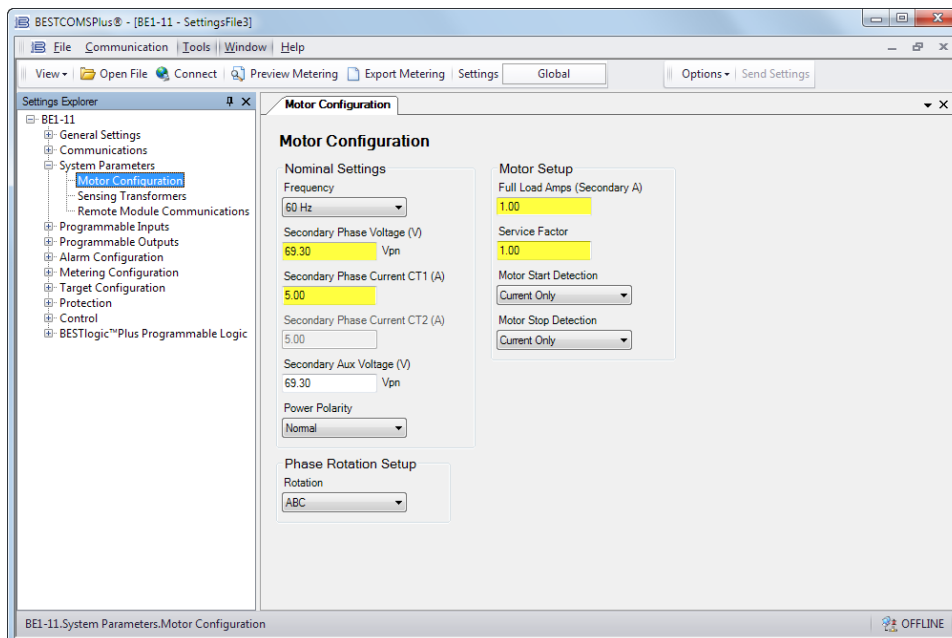 BESTCOMSPlus® - [BE1-11 - SettingsFile3]
File Communication Tools Window Help
View Open File Connect Preview Metering Export Metering Settings Global Options Send Settings
Settings Explorer
BE1-11
General Settings
Communications
System Parameters
Motor Configuration
Sensing Transformers
Remote Module Communications
Programmable Inputs
Programmable Outputs
Alarm Configuration
Metering Configuration
Target Configuration
Protection
Control
BESTlogic™Plus Programmable Logic
Motor Configuration
Motor Configuration
Nominal Settings
Frequency
60 Hz
Secondary Phase Voltage (V)
69.30 Vpn
Secondary Phase Current CT1 (A)
5.00
Secondary Phase Current CT2 (A)
5.00
Secondary Aux Voltage (V)
69.30 Vpn
Power Polarity
Normal
Phase Rotation Setup
Rotation
ABC
Motor Setup
Full Load Amps (Secondary A)
1.00
Service Factor
1.00
Motor Start Detection
Current Only
Motor Stop Detection
Current Only
BE1-11.System Parameters.Motor Configuration OFFLINE